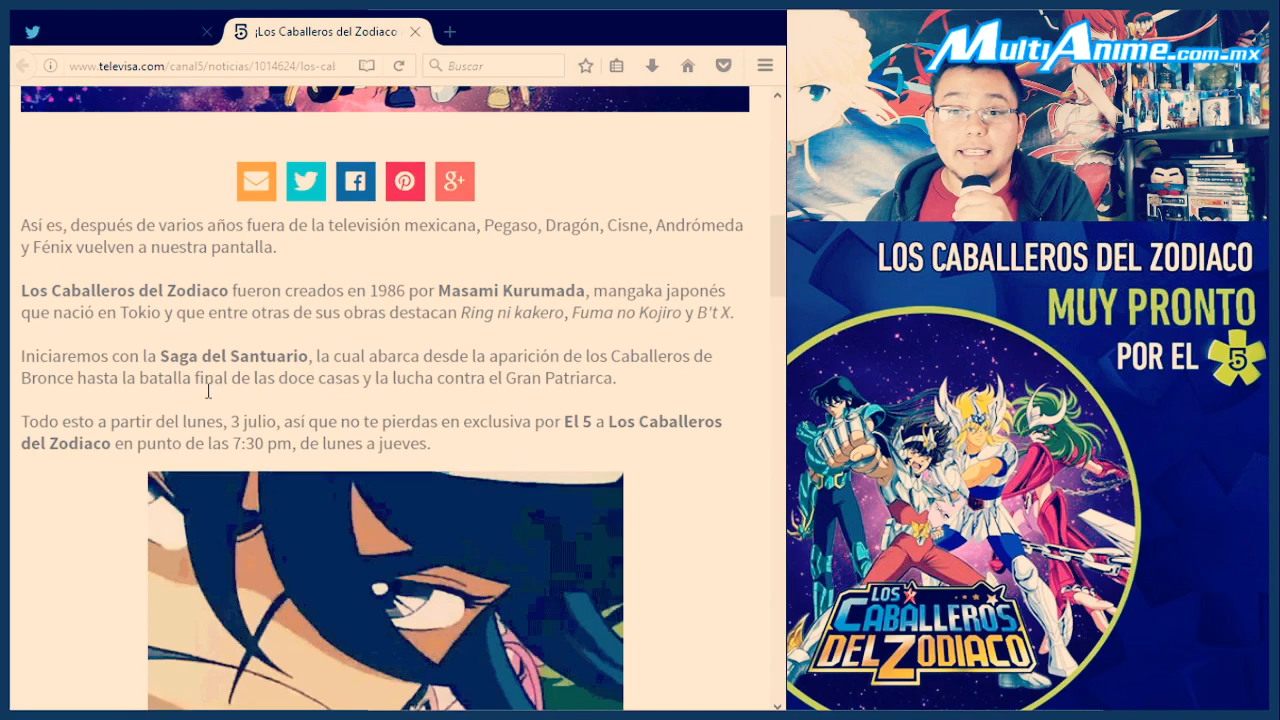 ¡Los Caballeros del Zodiaco
www.televisa.com/canal5/noticias/1014624/los-cal
Buscar
Así es, después de varios años fuera de la televisión mexicana, Pegaso, Dragón, Cisne, Andrómeda
y Fénix vuelven a nuestra pantalla.
Los Caballeros del Zodiaco fueron creados en 1986 por Masami Kurumada, mangaka japonés
que nació en Tokio y que entre otras de sus obras destacan Ring ni kakero, Fuma no Kojiro y B't X.
Iniciaremos con la Saga del Santuario, la cual abarca desde la aparición de los Caballeros de
Bronce hasta la batalla final de las doce casas y la lucha contra el Gran Patriarca.
Todo esto a partir del lunes, 3 julio, así que no te pierdas en exclusiva por El 5 a Los Caballeros
del Zodiaco en punto de las 7:30 pm, de lunes a jueves.
MultiAnime.com.mx
LOS CABALLEROS DEL ZODIACO
MUY PRONTO
POR EL 5
LOS
CABALLEROS
DEL ZODIACO